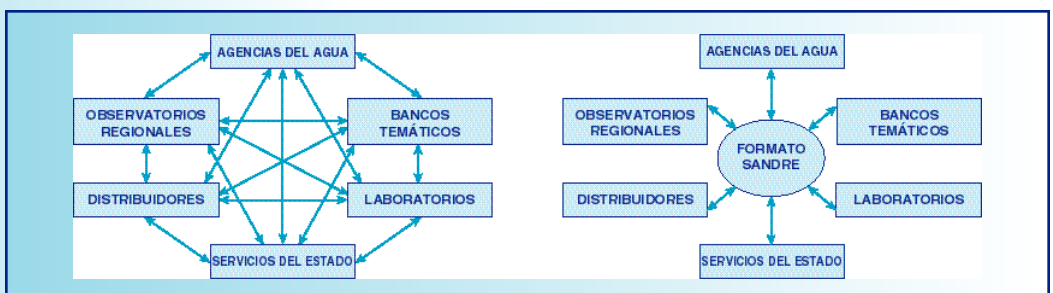 AGENCIAS DEL AGUA
OBSERVATORIOS
REGIONALES
BANCOS
TEMÁTICOS
DISTRIBUIDORES
LABORATORIOS
SERVICIOS DEL ESTADO
AGENCIAS DEL AGUA
OBSERVATORIOS
REGIONALES
BANCOS
TEMÁTICOS
FORMATO
SANDRE
DISTRIBUIDORES
LABORATORIOS
SERVICIOS DEL ESTADO